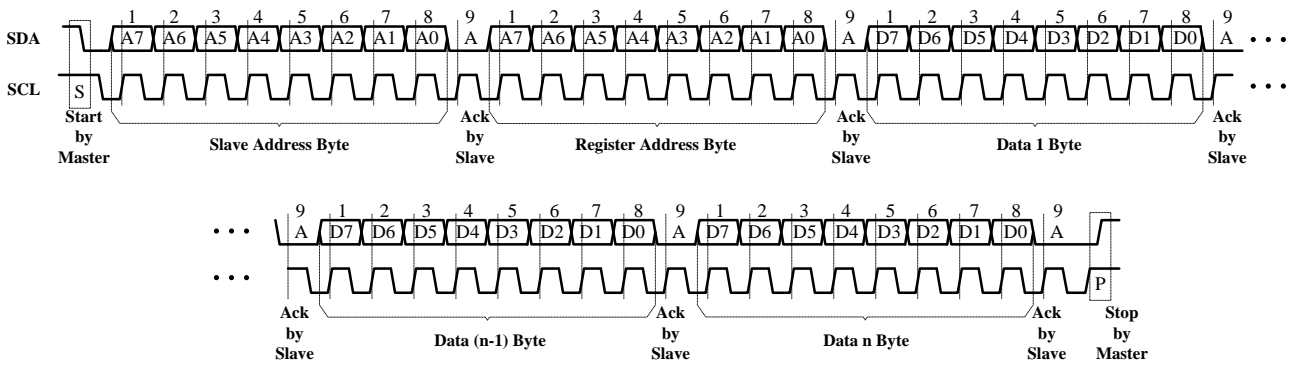 1 2 3 4 5 6 7 8 9 1 2 3 4 5 6 7 8 9 1 2 3 4 5 6 7 8 9
SDA A7 A6 A5 A4 A3 A2 A1 A0 A A7 A6 A5 A4 A3 A2 A1 A0 A D7 D6 D5 D4 D3 D2 D1 D0 A • • •
SCL S • • •
Start by Master
Slave Address Byte
Ack by Slave
Register Address Byte
Ack by Slave
Data 1 Byte
Ack by Slave
9 1 2 3 4 5 6 7 8 9 1 2 3 4 5 6 7 8 9
• • • A D7 D6 D5 D4 D3 D2 D1 D0 A D7 D6 D5 D4 D3 D2 D1 D0 A
• • • P
Ack by Slave
Data (n-1) Byte
Ack by Slave
Data n Byte
Ack by Slave
Stop by Master